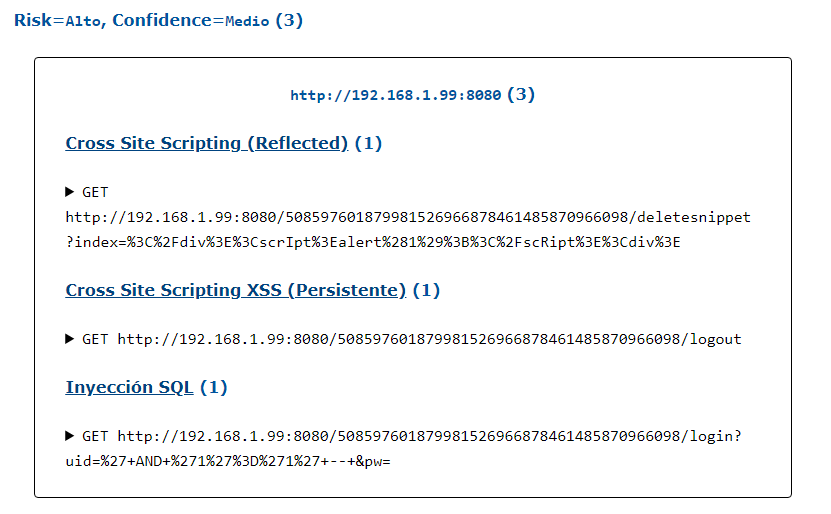 Risk=Alto, Confidence=Medio (3)
http://192.168.1.99:8080 (3)
Cross Site Scripting (Reflected) (1)
▶ GET
http://192.168.1.99:8080/508597601879981526966878461485870966098/deletesnippet
?index=%3C%2Fdiv%3E%3CscrIpt%3Ealert%281%29%3B%3C%2FscRipt%3E%3Cdiv%3E
Cross Site Scripting XSS (Persistente) (1)
▶ GET http://192.168.1.99:8080/508597601879981526966878461485870966098/logout
Inyección SQL (1)
▶ GET http://192.168.1.99:8080/508597601879981526966878461485870966098/login?
uid=%27+AND+%271%27%3D%271%27+--+&pw=